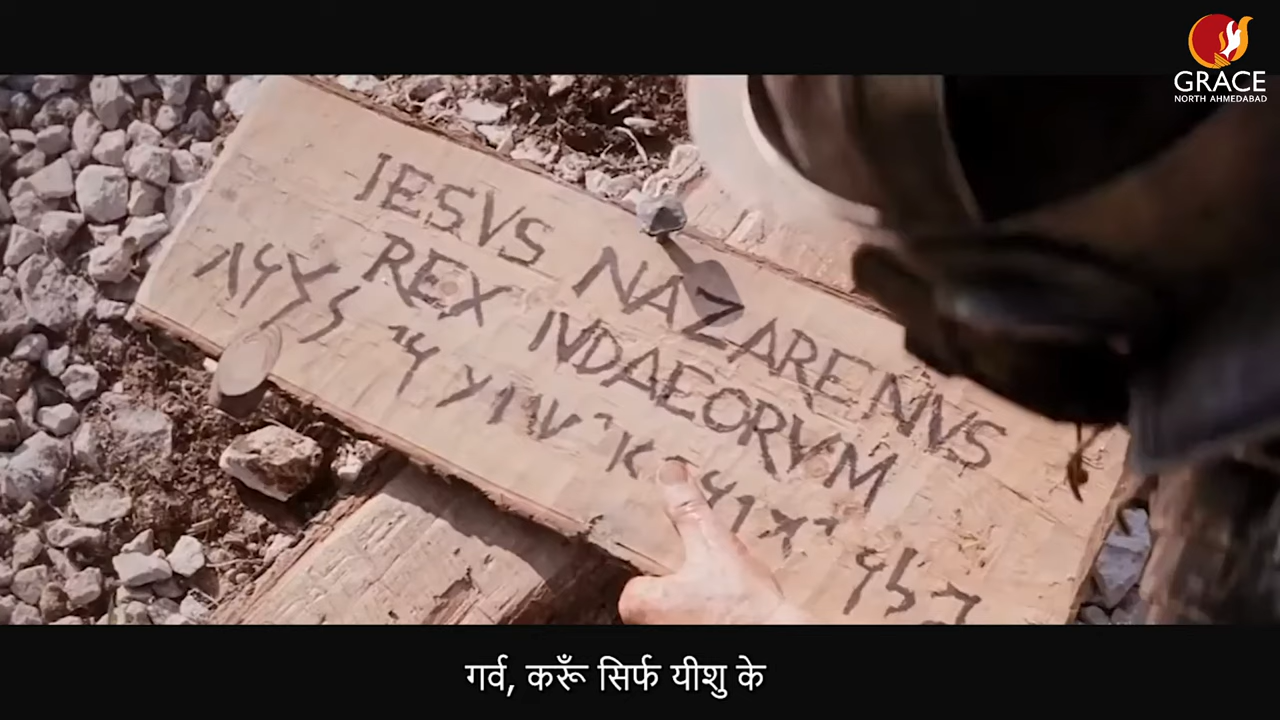 GRACE
NORTH AHMEDABAD
IESVS NAZARENVS
REX IVDAEORVM
गर्व, करूँ सिर्फ यीशु के